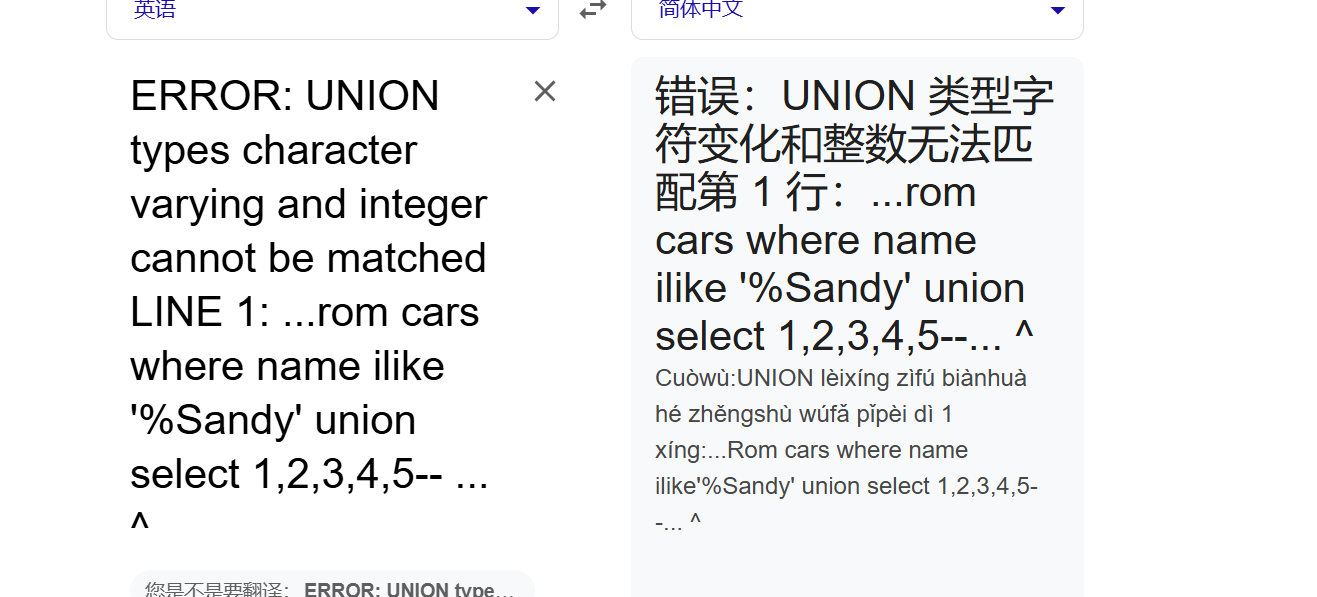 英语
简体中文
ERROR: UNION
types character
varying and integer
cannot be matched
LINE 1: ...rom cars
where name ilike
'%Sandy' union
select 1,2,3,4,5-- ...
^
错误：UNION 类型字
符变化和整数无法匹
配第 1 行：...rom
cars where name
ilike '%Sandy' union
select 1,2,3,4,5--... ^
Cuòwù:UNION lèixíng zìfú biànhuà
hé zhěngshù wúfǎ pǐpèi dì 1
xíng:...Rom cars where name
ilike'%Sandy' union select 1,2,3,4,5-
-... ^
您是不是要翻译： ERROR: UNION type...